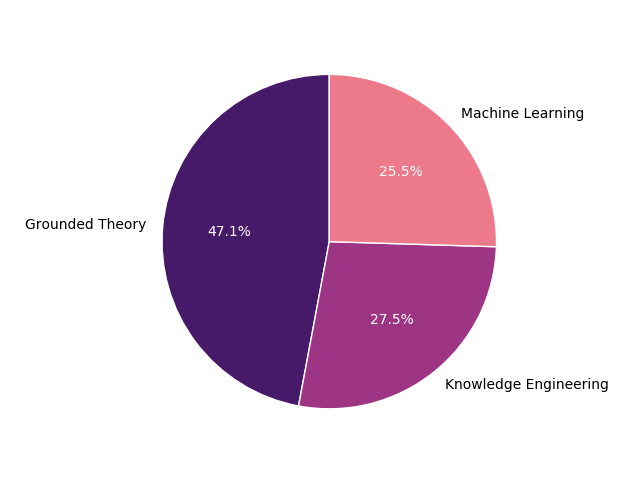 Machine Learning
25.5%
Grounded Theory
47.1%
27.5%
Knowledge Engineering